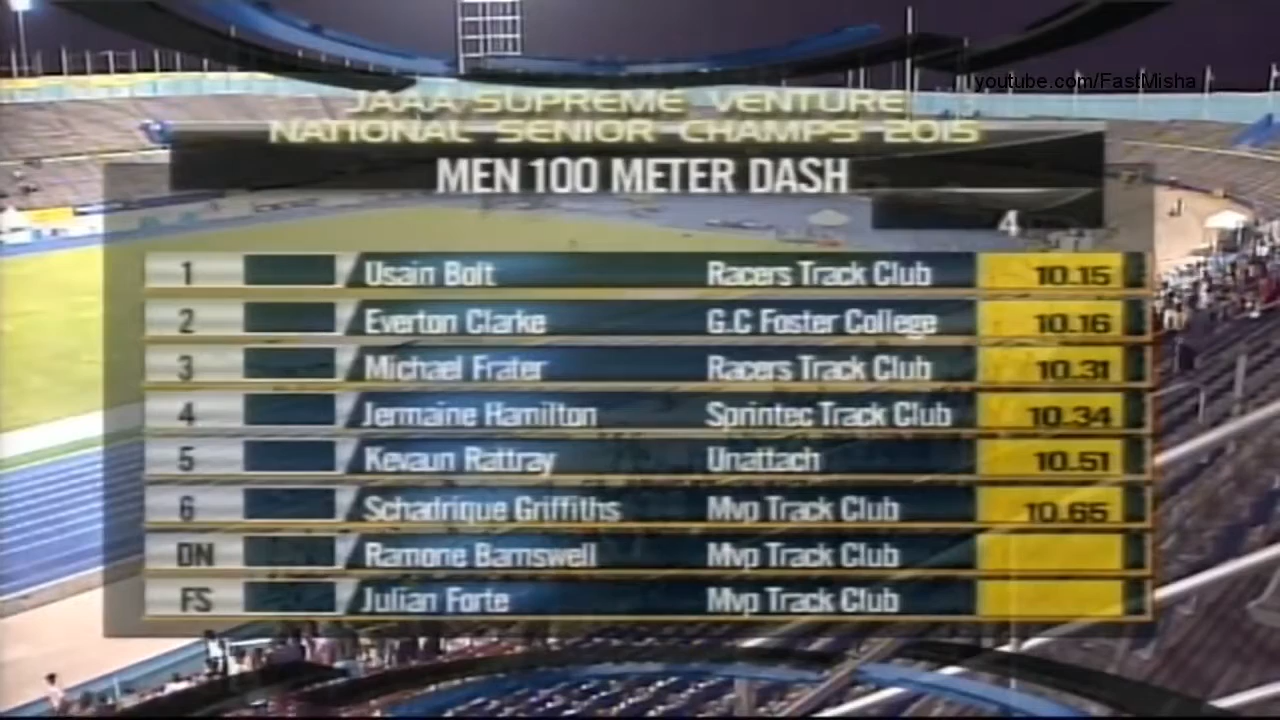 youtube.com/FastMisha
JAAA SUPREME VENTURE
NATIONAL SENIOR CHAMPS 2015
MEN 100 METER DASH
4
1 Usain Bolt Racers Track Club 10.15
2 Everton Clarke G.C Foster College 10.16
3 Michael Frater Racers Track Club 10.31
4 Jermaine Hamilton Sprintec Track Club 10.34
5 Kevaun Rattray Unattach 10.51
6 Schadrique Griffiths Mvp Track Club 10.65
DN Ramone Barnswell Mvp Track Club
FS Julian Forte Mvp Track Club